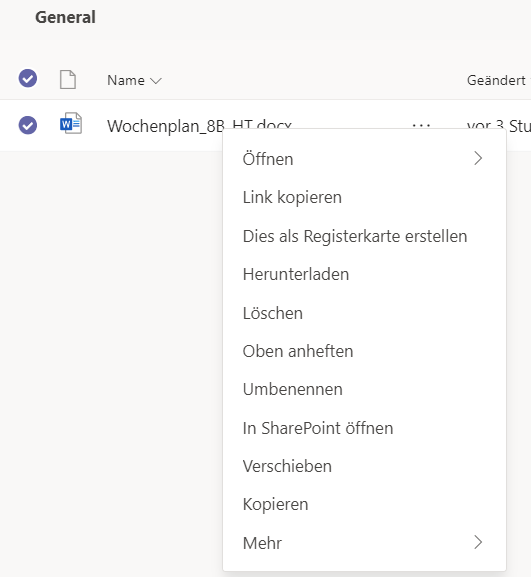 General
Name
Geändert
Wochenplan_8B_HT.docx
... vor 3 Stu
Öffnen
Link kopieren
Dies als Registerkarte erstellen
Herunterladen
Löschen
Oben anheften
Umbenennen
In SharePoint öffnen
Verschieben
Kopieren
Mehr